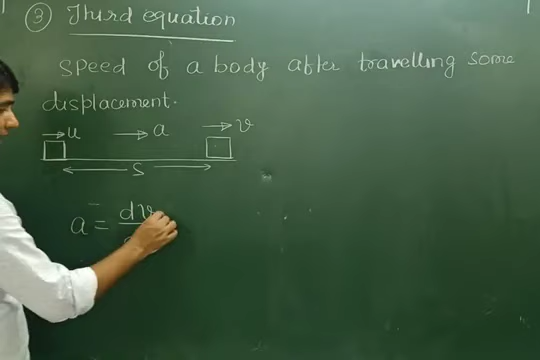 ③ Third equation
Speed of a body after travelling some
displacement.
u a v
S
a = dv